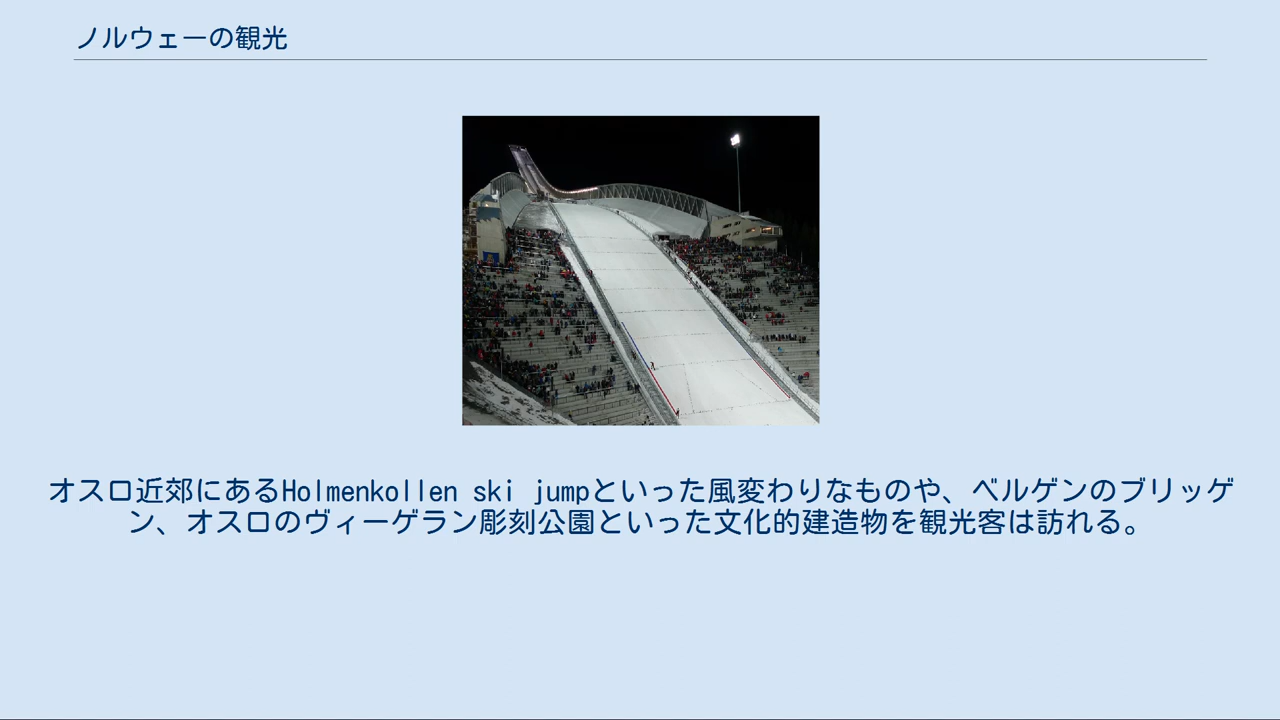 ノルウェーの観光
オスロ近郊にあるHolmenkollen ski jumpといった風変わりなものや、ベルゲンのブリッゲ
ン、オスロのヴィーゲラン彫刻公園といった文化的建造物を観光客は訪れる。